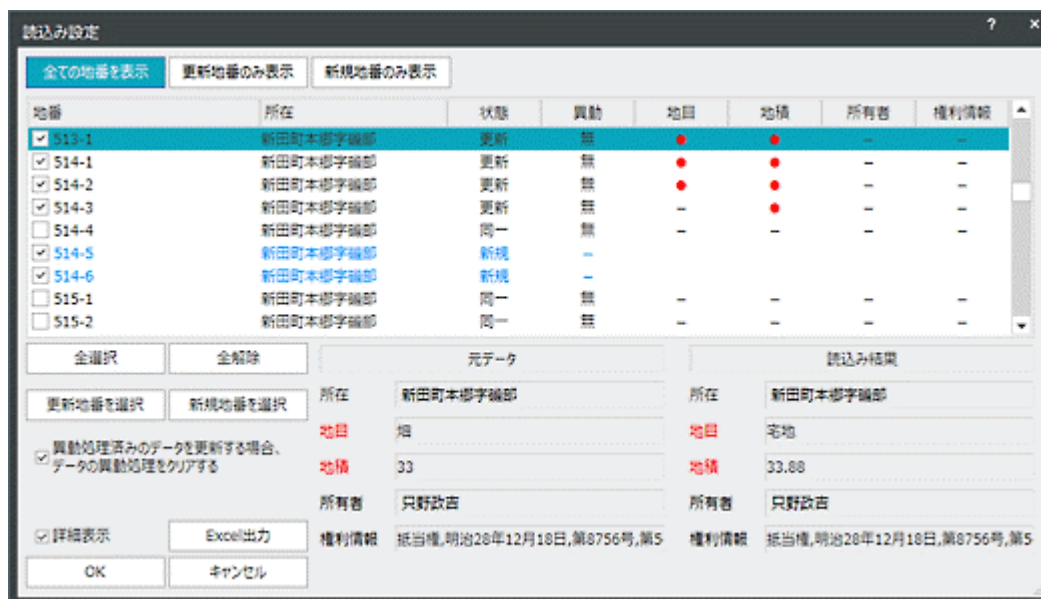 読込み設定 ? ×
全ての地番を表示 更新地番のみ表示 新規地番のみ表示
地番 所在 状態 異動 地目 地積 所有者 権利情報
513-1 新田町本郷字磯部 更新 無 ● ● − −
514-1 新田町本郷字磯部 更新 無 ● ● − −
514-2 新田町本郷字磯部 更新 無 ● ● − −
514-3 新田町本郷字磯部 更新 無 − ● − −
514-4 新田町本郷字磯部 同一 無 − − − −
514-5 新田町本郷字磯部 新規 −
514-6 新田町本郷字磯部 新規 −
515-1 新田町本郷字磯部 同一 無 − − − −
515-2 新田町本郷字磯部 同一 無 − − − −
全選択 全解除 元データ 読込み結果
更新地番を選択 新規地番を選択
所在 新田町本郷字磯部 所在 新田町本郷字磯部
地目 畑 地目 宅地
異動処理済みのデータを更新する場合、
データの異動処理をクリアする
地積 33 地積 33.88
所有者 只野政吉 所有者 只野政吉
詳細表示 Excel出力 権利情報 抵当権,明治28年12月18日,第8756号,第5 権利情報 抵当権,明治28年12月18日,第8756号,第5
OK キャンセル